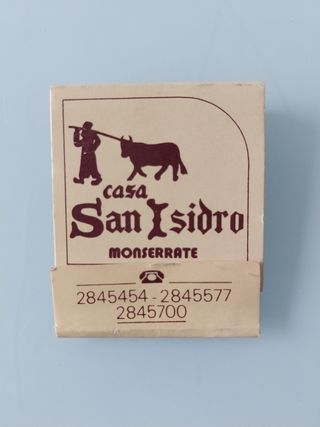 casa
San Isidro
MONSERRATE
2845454 - 2845577
2845700